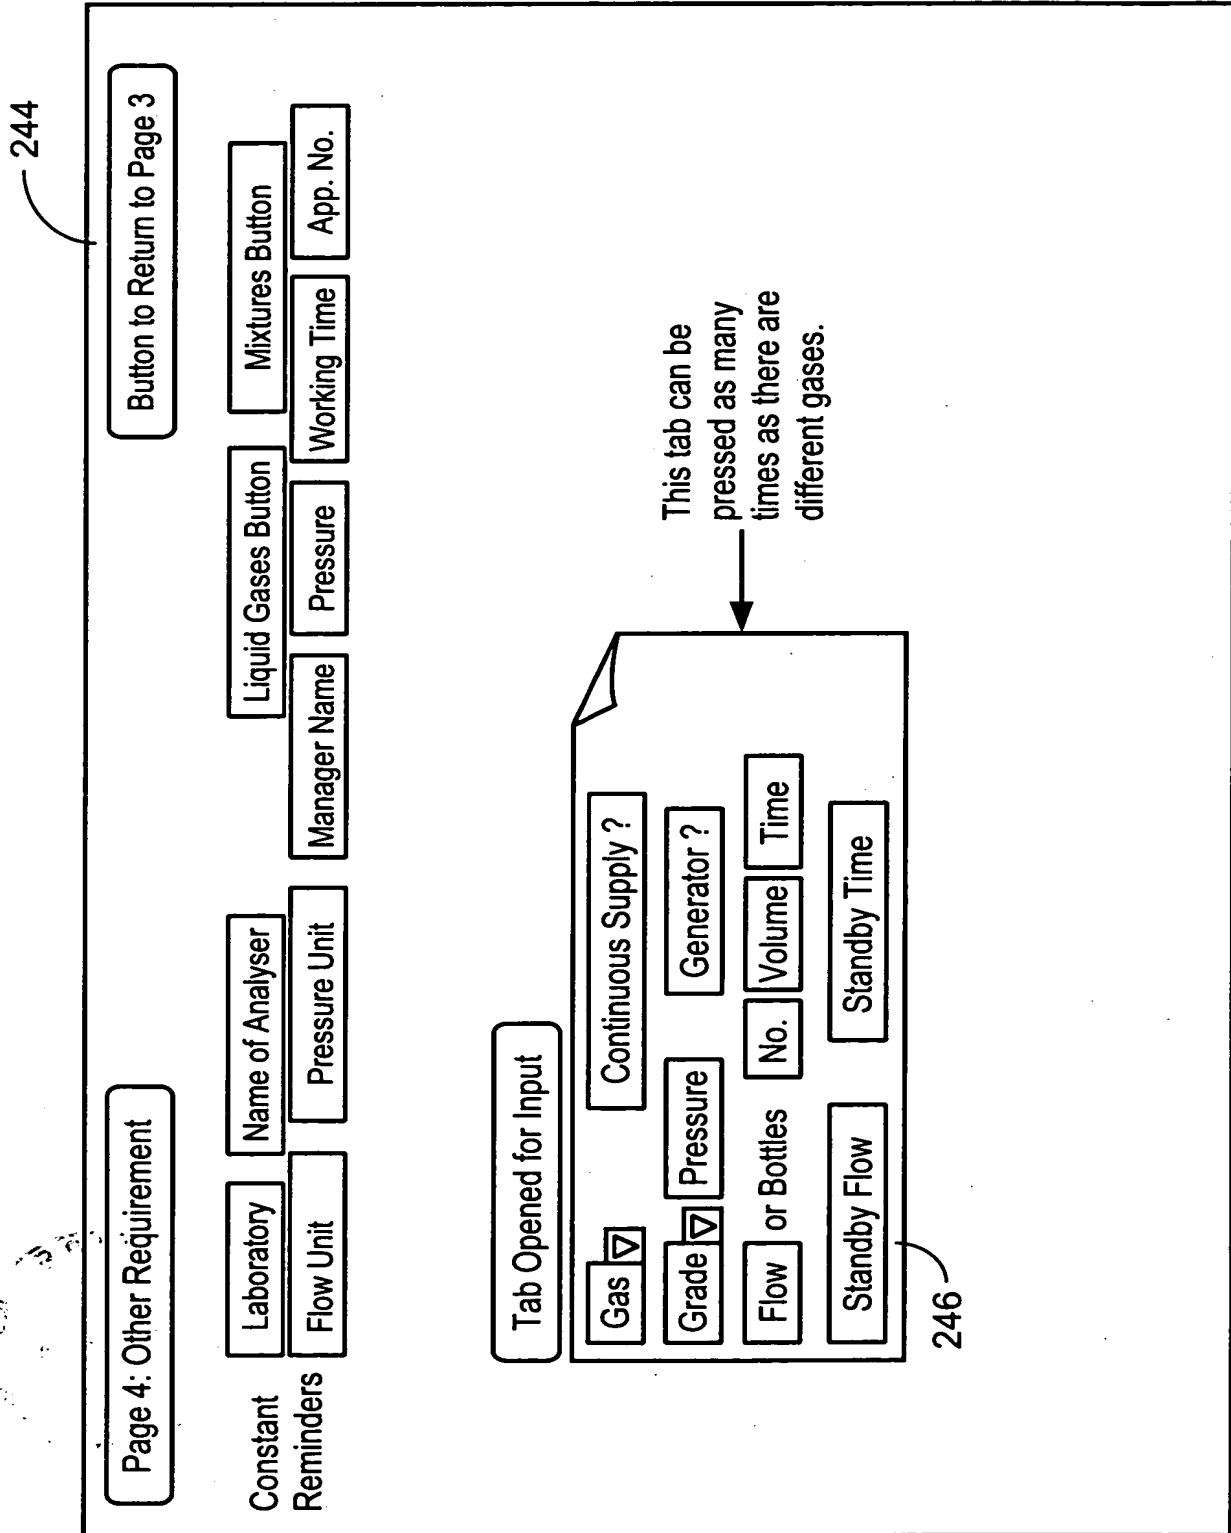 244
Page 4: Other Requirement
Button to Return to Page 3
Constant
Reminders
Laboratory
Name of Analyser
Liquid Gases Button
Mixtures Button
Flow Unit
Pressure Unit
Manager Name
Pressure
Working Time
App. No.
Tab Opened for Input
Gas
Continuous Supply ?
Grade
Pressure
Generator ?
Flow
or Bottles
No.
Volume
Time
Standby Flow
Standby Time
246
This tab can be
pressed as many
times as there are
different gases.